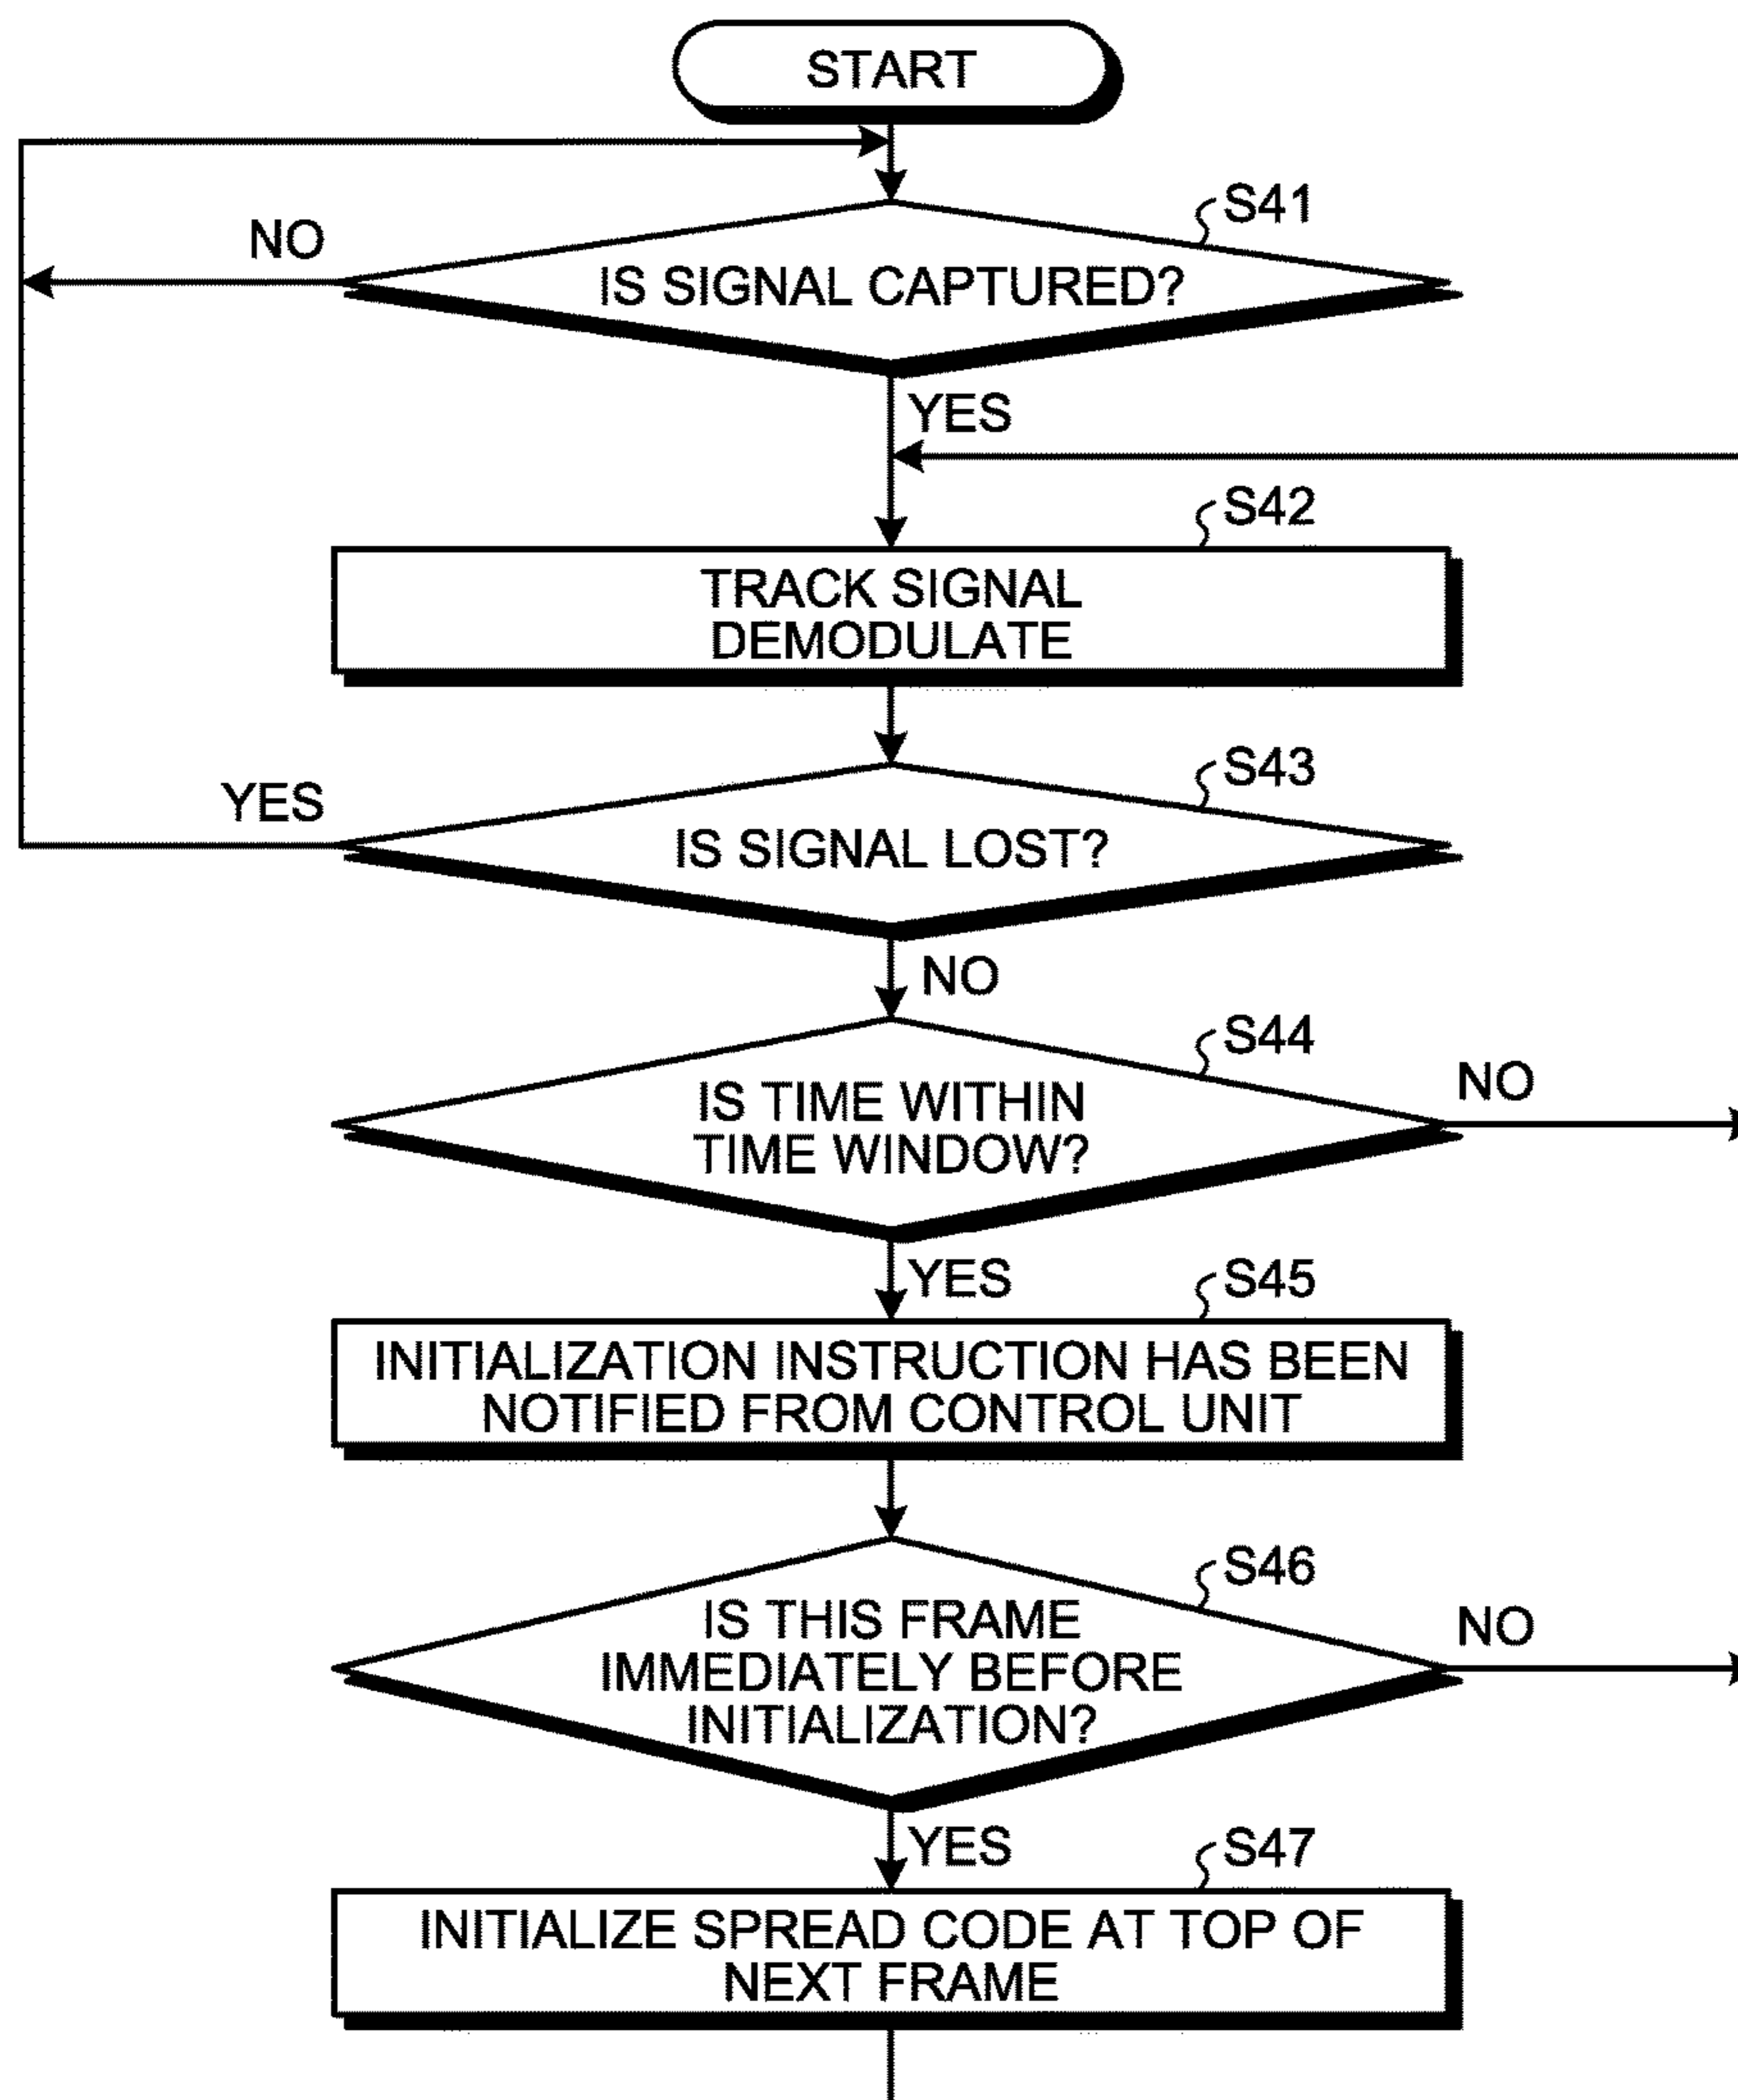 START
S41
NO
IS SIGNAL CAPTURED?
YES
S42
TRACK SIGNAL
DEMODULATE
S43
YES
IS SIGNAL LOST?
NO
S44
NO
IS TIME WITHIN
TIME WINDOW?
YES
S45
INITIALIZATION INSTRUCTION HAS BEEN
NOTIFIED FROM CONTROL UNIT
S46
NO
IS THIS FRAME
IMMEDIATELY BEFORE
INITIALIZATION?
YES
S47
INITIALIZE SPREAD CODE AT TOP OF
NEXT FRAME